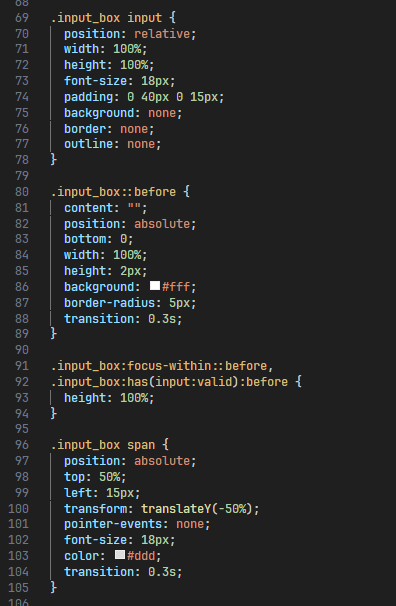 68
69 .input_box input {
70 position: relative;
71 width: 100%;
72 height: 100%;
73 font-size: 18px;
74 padding: 0 40px 0 15px;
75 background: none;
76 border: none;
77 outline: none;
78 }
79
80 .input_box::before {
81 content: "";
82 position: absolute;
83 bottom: 0;
84 width: 100%;
85 height: 2px;
86 background: #fff;
87 border-radius: 5px;
88 transition: 0.3s;
89 }
90
91 .input_box:focus-within::before,
92 .input_box:has(input:valid):before {
93 height: 100%;
94 }
95
96 .input_box span {
97 position: absolute;
98 top: 50%;
99 left: 15px;
100 transform: translateY(-50%);
101 pointer-events: none;
102 font-size: 18px;
103 color: #ddd;
104 transition: 0.3s;
105 }
106